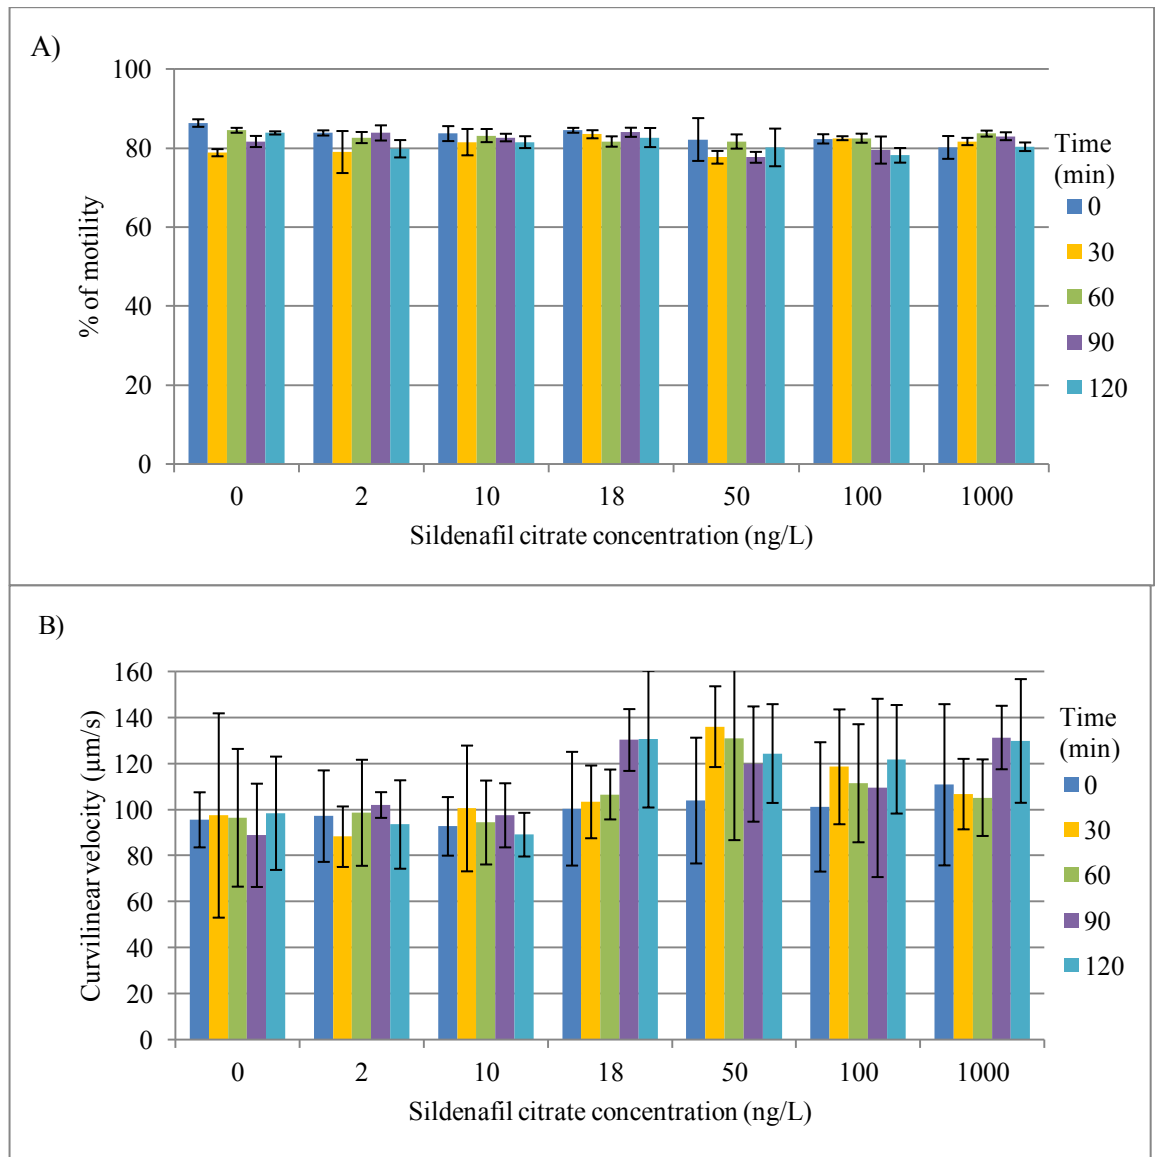 A)
100
80
60
40
20
0
% of motility
0 2 10 18 50 100 1000
Sildenafil citrate concentration (ng/L)
Time
(min)
0
30
60
90
120
B)
160
140
120
100
80
60
40
20
0
Curvilinear velocity (µm/s)
0 2 10 18 50 100 1000
Sildenafil citrate concentration (ng/L)
Time
(min)
0
30
60
90
120